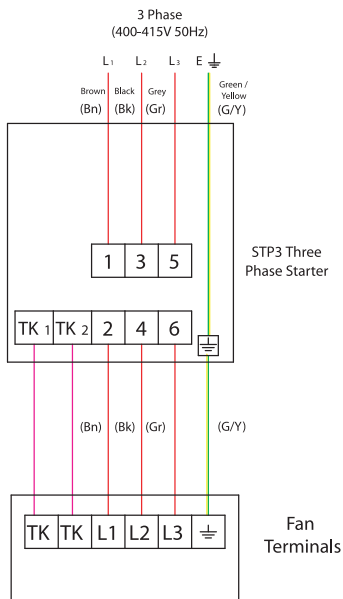 3 Phase
(400-415V 50Hz)
L1 L2 L3 E
Brown Black Grey Green /
Yellow
(Bn) (Bk) (Gr) (G/Y)
1 3 5
STP3 Three
Phase Starter
TK 1 TK 2 2 4 6
(Bn) (Bk) (Gr) (G/Y)
TK TK L1 L2 L3
Fan
Terminals